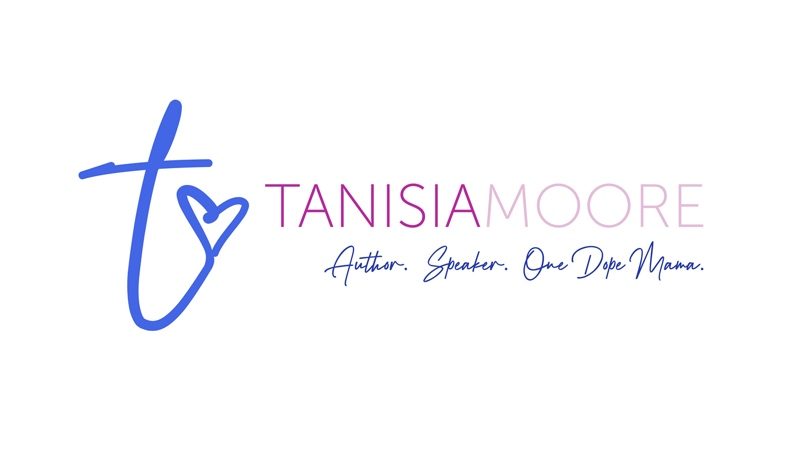 t
TANISIAMOORE
Author. Speaker. One Dope Mama.